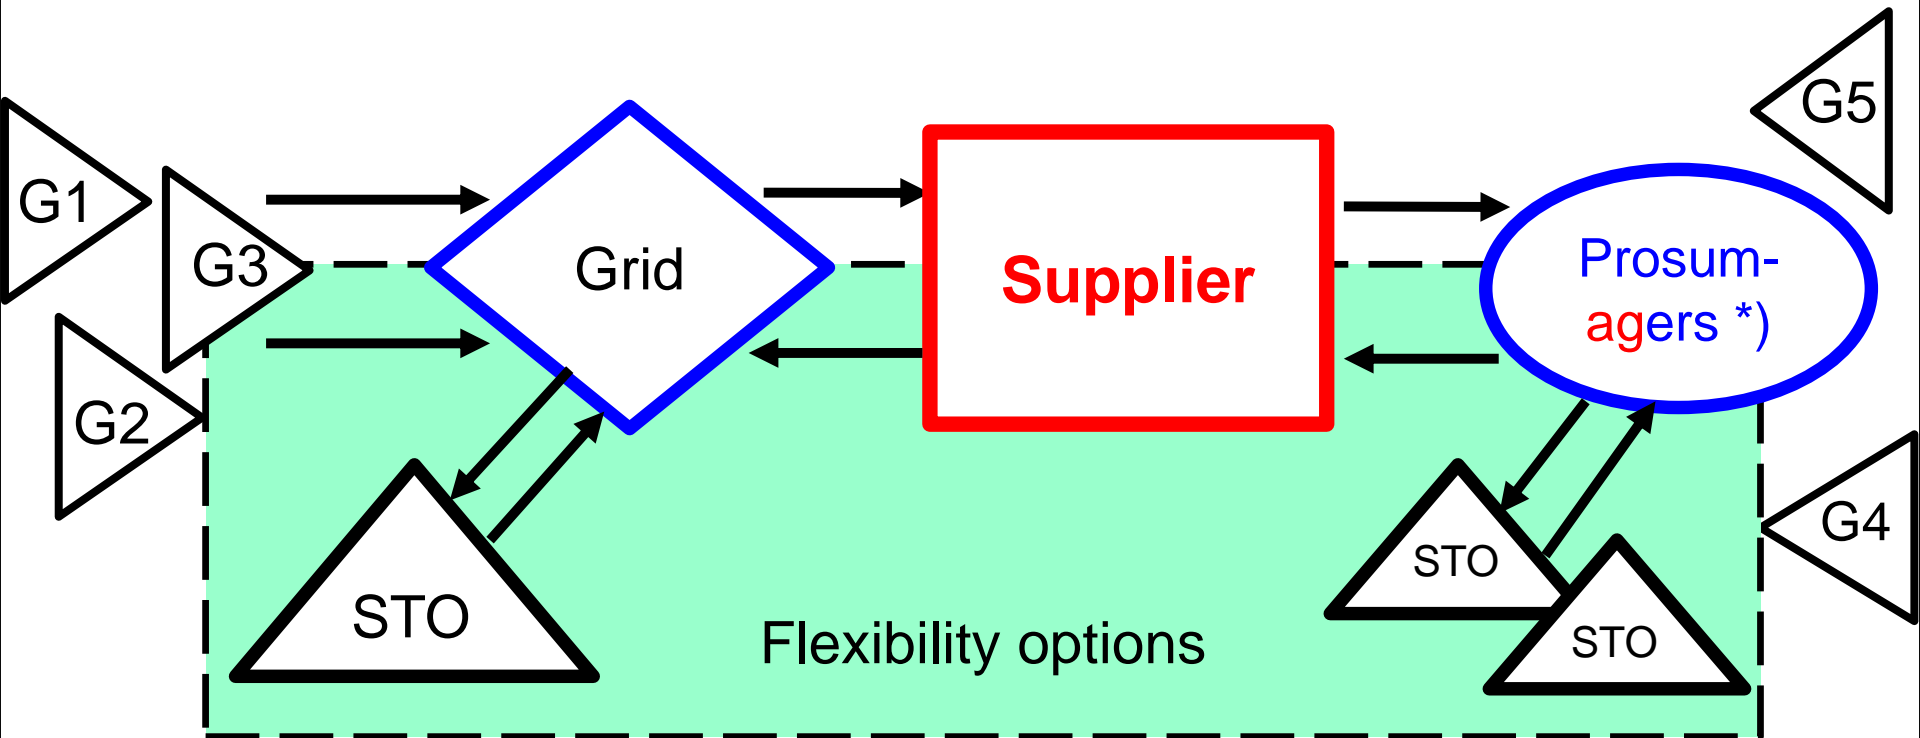 G1
G3
G2
Grid
Supplier
Prosum-
agers *)
G5
G4
STO
STO
STO
Flexibility options